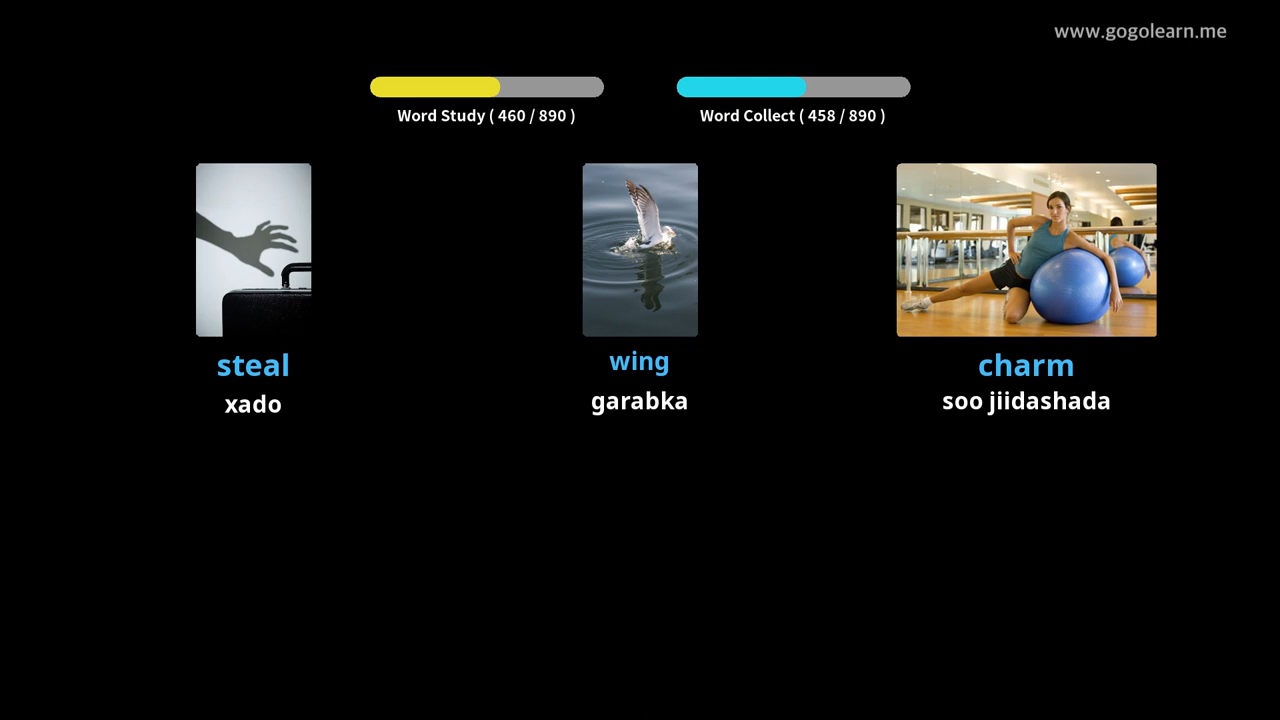 www.gogolearn.me
Word Study ( 460 / 890 )
Word Collect ( 458 / 890 )
steal
xado
wing
garabka
charm
soo jiidashada